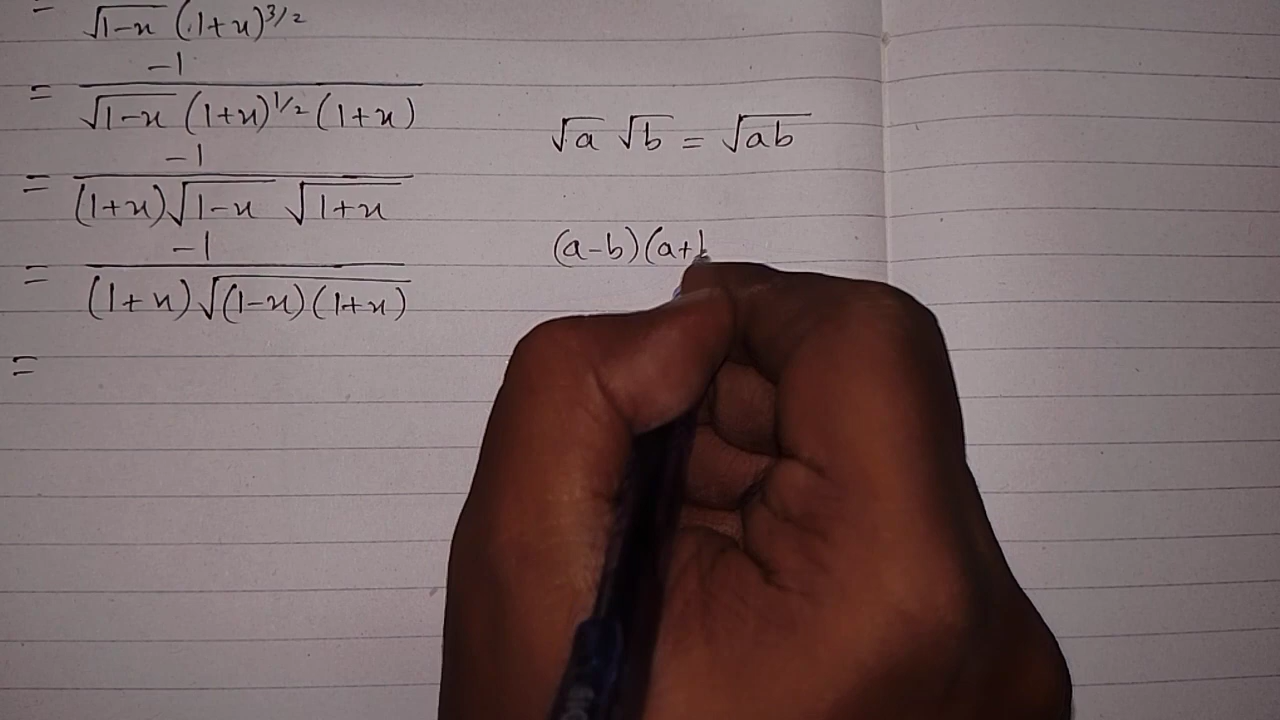 = √1-x (1+x)^3/2
= -1 / √1-x (1+x)^1/2 (1+x)
= -1 / (1+x)√1-x √1+x
= -1 / (1+x)√(1-x)(1+x)
=
√a √b = √ab
(a-b)(a+b